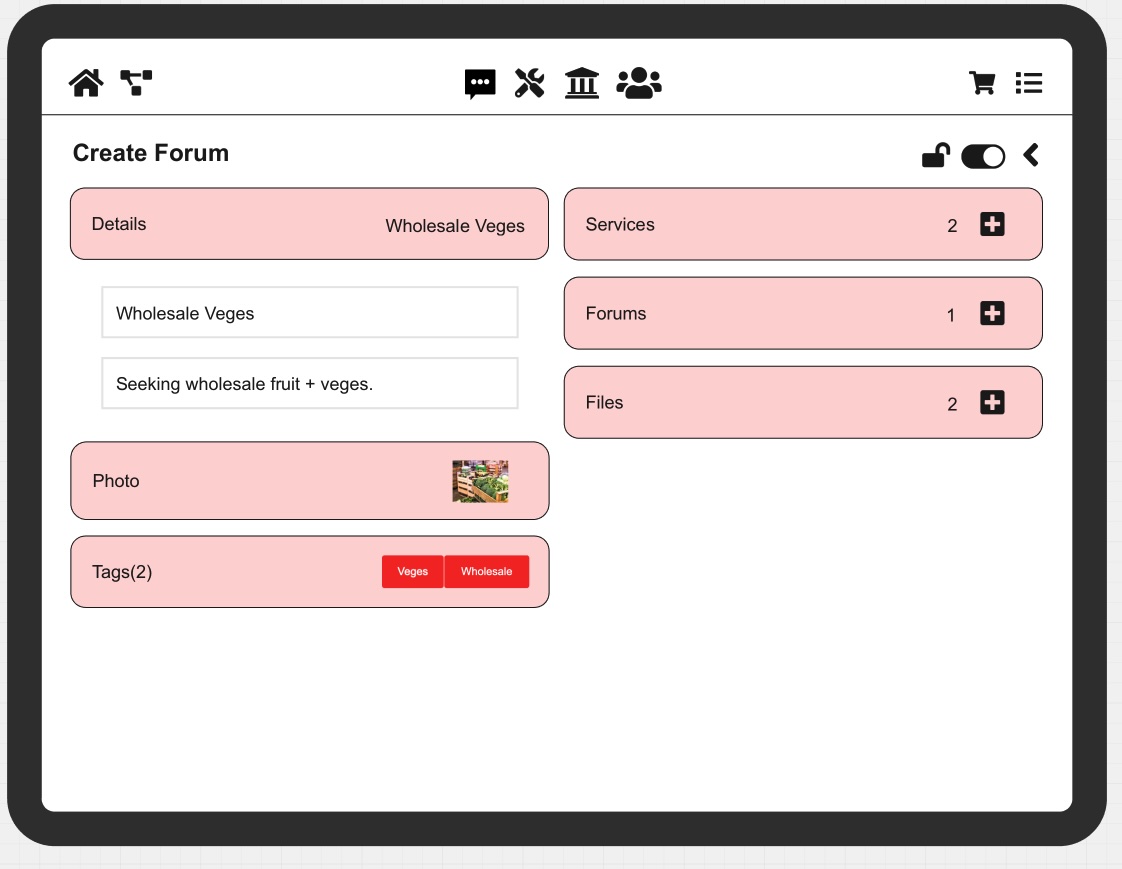 Create Forum
Details
Wholesale Veges
Wholesale Veges
Seeking wholesale fruit + veges.
Photo
Tags(2)
Veges
Wholesale
Services
2
Forums
1
Files
2